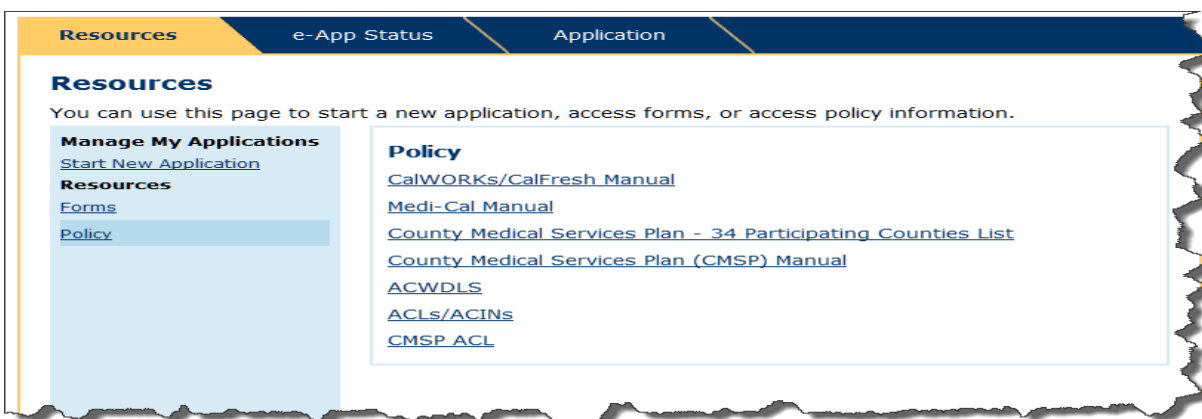 Resources e-App Status Application
Resources
You can use this page to start a new application, access forms, or access policy information.
Manage My Applications
Start New Application
Resources
Forms
Policy
Policy
CalWORKs/CalFresh Manual
Medi-Cal Manual
County Medical Services Plan - 34 Participating Counties List
County Medical Services Plan (CMSP) Manual
ACWDLS
ACLs/ACINs
CMSP ACL